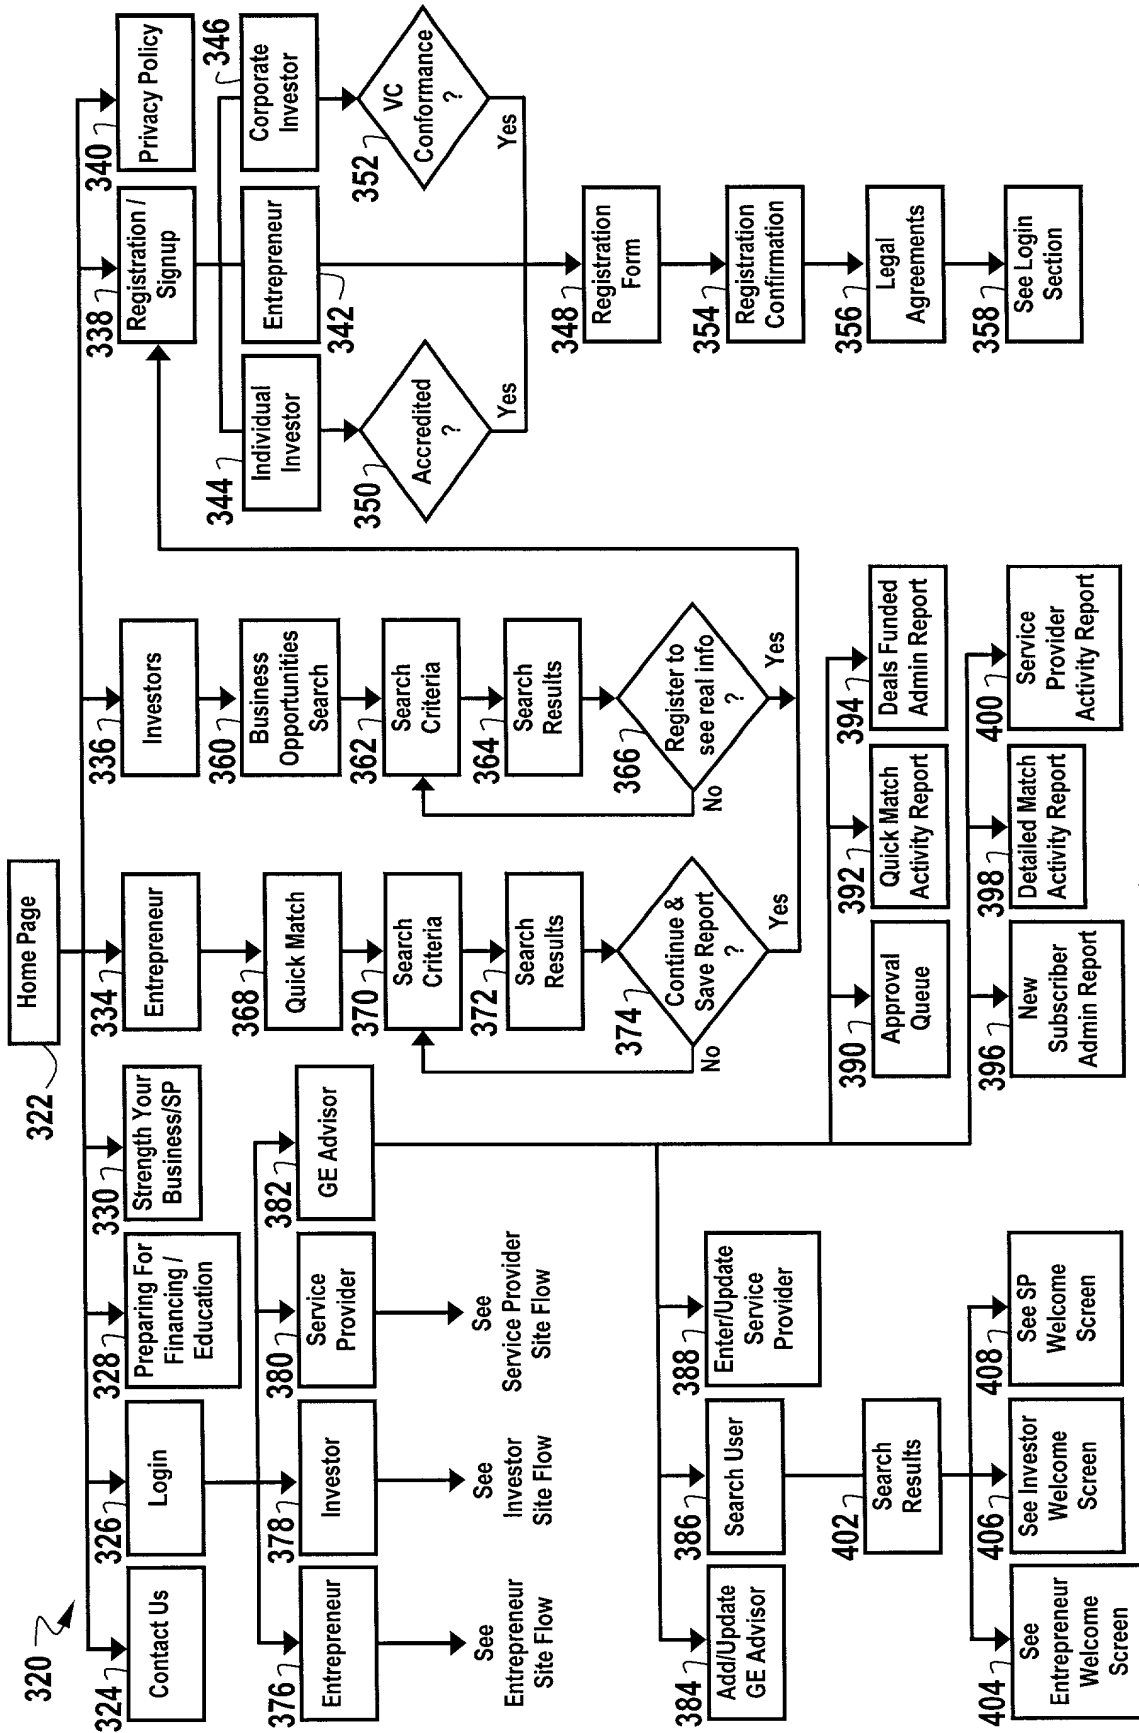 320
322
Home Page
324
Contact Us
326
Login
328
Preparing For
Financing /
Education
330
Strength Your
Business/SP
334
Entrepreneur
336
Investors
338
Registration /
Signup
340
Privacy Policy
376
Entrepreneur
378
Investor
380
Service
Provider
382
GE Advisor
368
Quick Match
360
Business
Opportunities
Search
344
Individual
Investor
342
Entrepreneur
346
Corporate
Investor
370
Search
Criteria
362
Search
Criteria
350
Accredited
?
Yes
352
VC
Conformance
?
Yes
See
Entrepreneur
Site Flow
See
Investor
Site Flow
See
Service Provider
Site Flow
372
Search
Results
364
Search
Results
374
Continue &
Save Report
?
No
Yes
366
Register to
see real info
?
No
Yes
348
Registration
Form
354
Registration
Confirmation
356
Legal
Agreements
358
See Login
Section
384
Add/Update
GE Advisor
386
Search User
388
Enter/Update
Service
Provider
390
Approval
Queue
392
Quick Match
Activity Report
394
Deals Funded
Admin Report
402
Search
Results
396
New
Subscriber
Admin Report
398
Detailed Match
Activity Report
400
Service
Provider
Activity Report
404
See
Entrepreneur
Welcome
Screen
406
See Investor
Welcome
Screen
408
See SP
Welcome
Screen